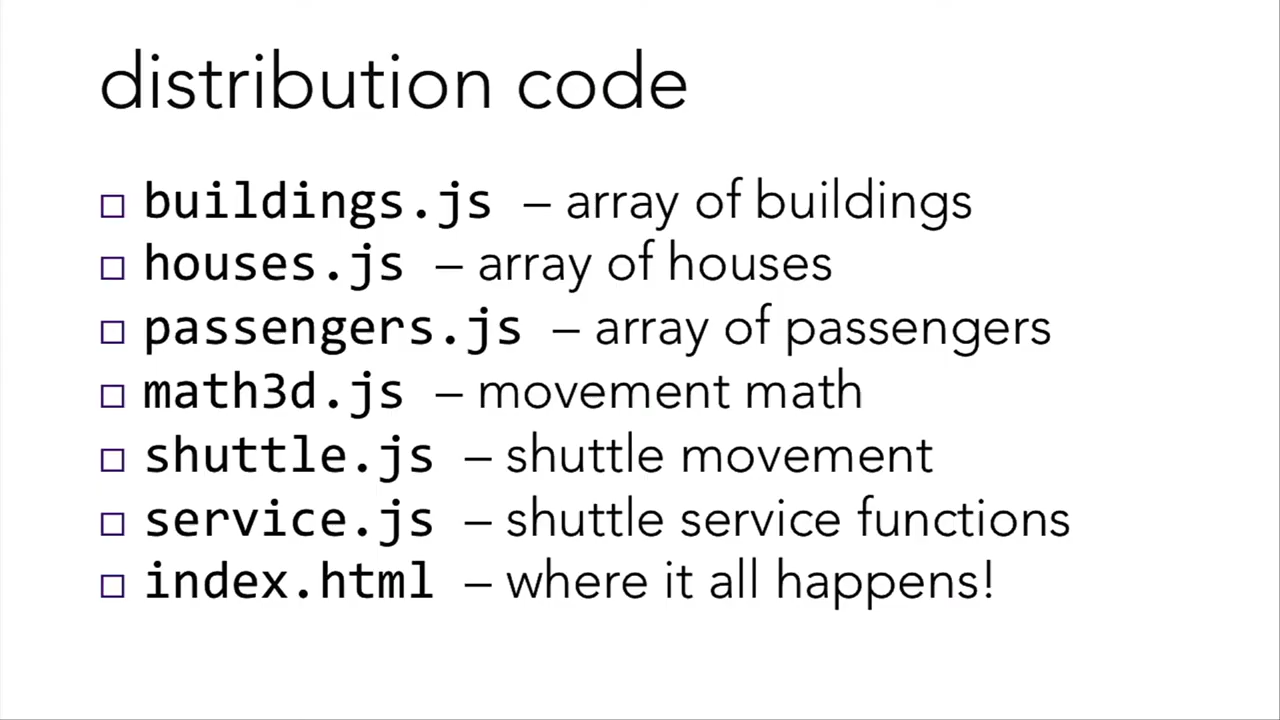 distribution code
buildings.js – array of buildings
houses.js – array of houses
passengers.js – array of passengers
math3d.js – movement math
shuttle.js – shuttle movement
service.js – shuttle service functions
index.html – where it all happens!